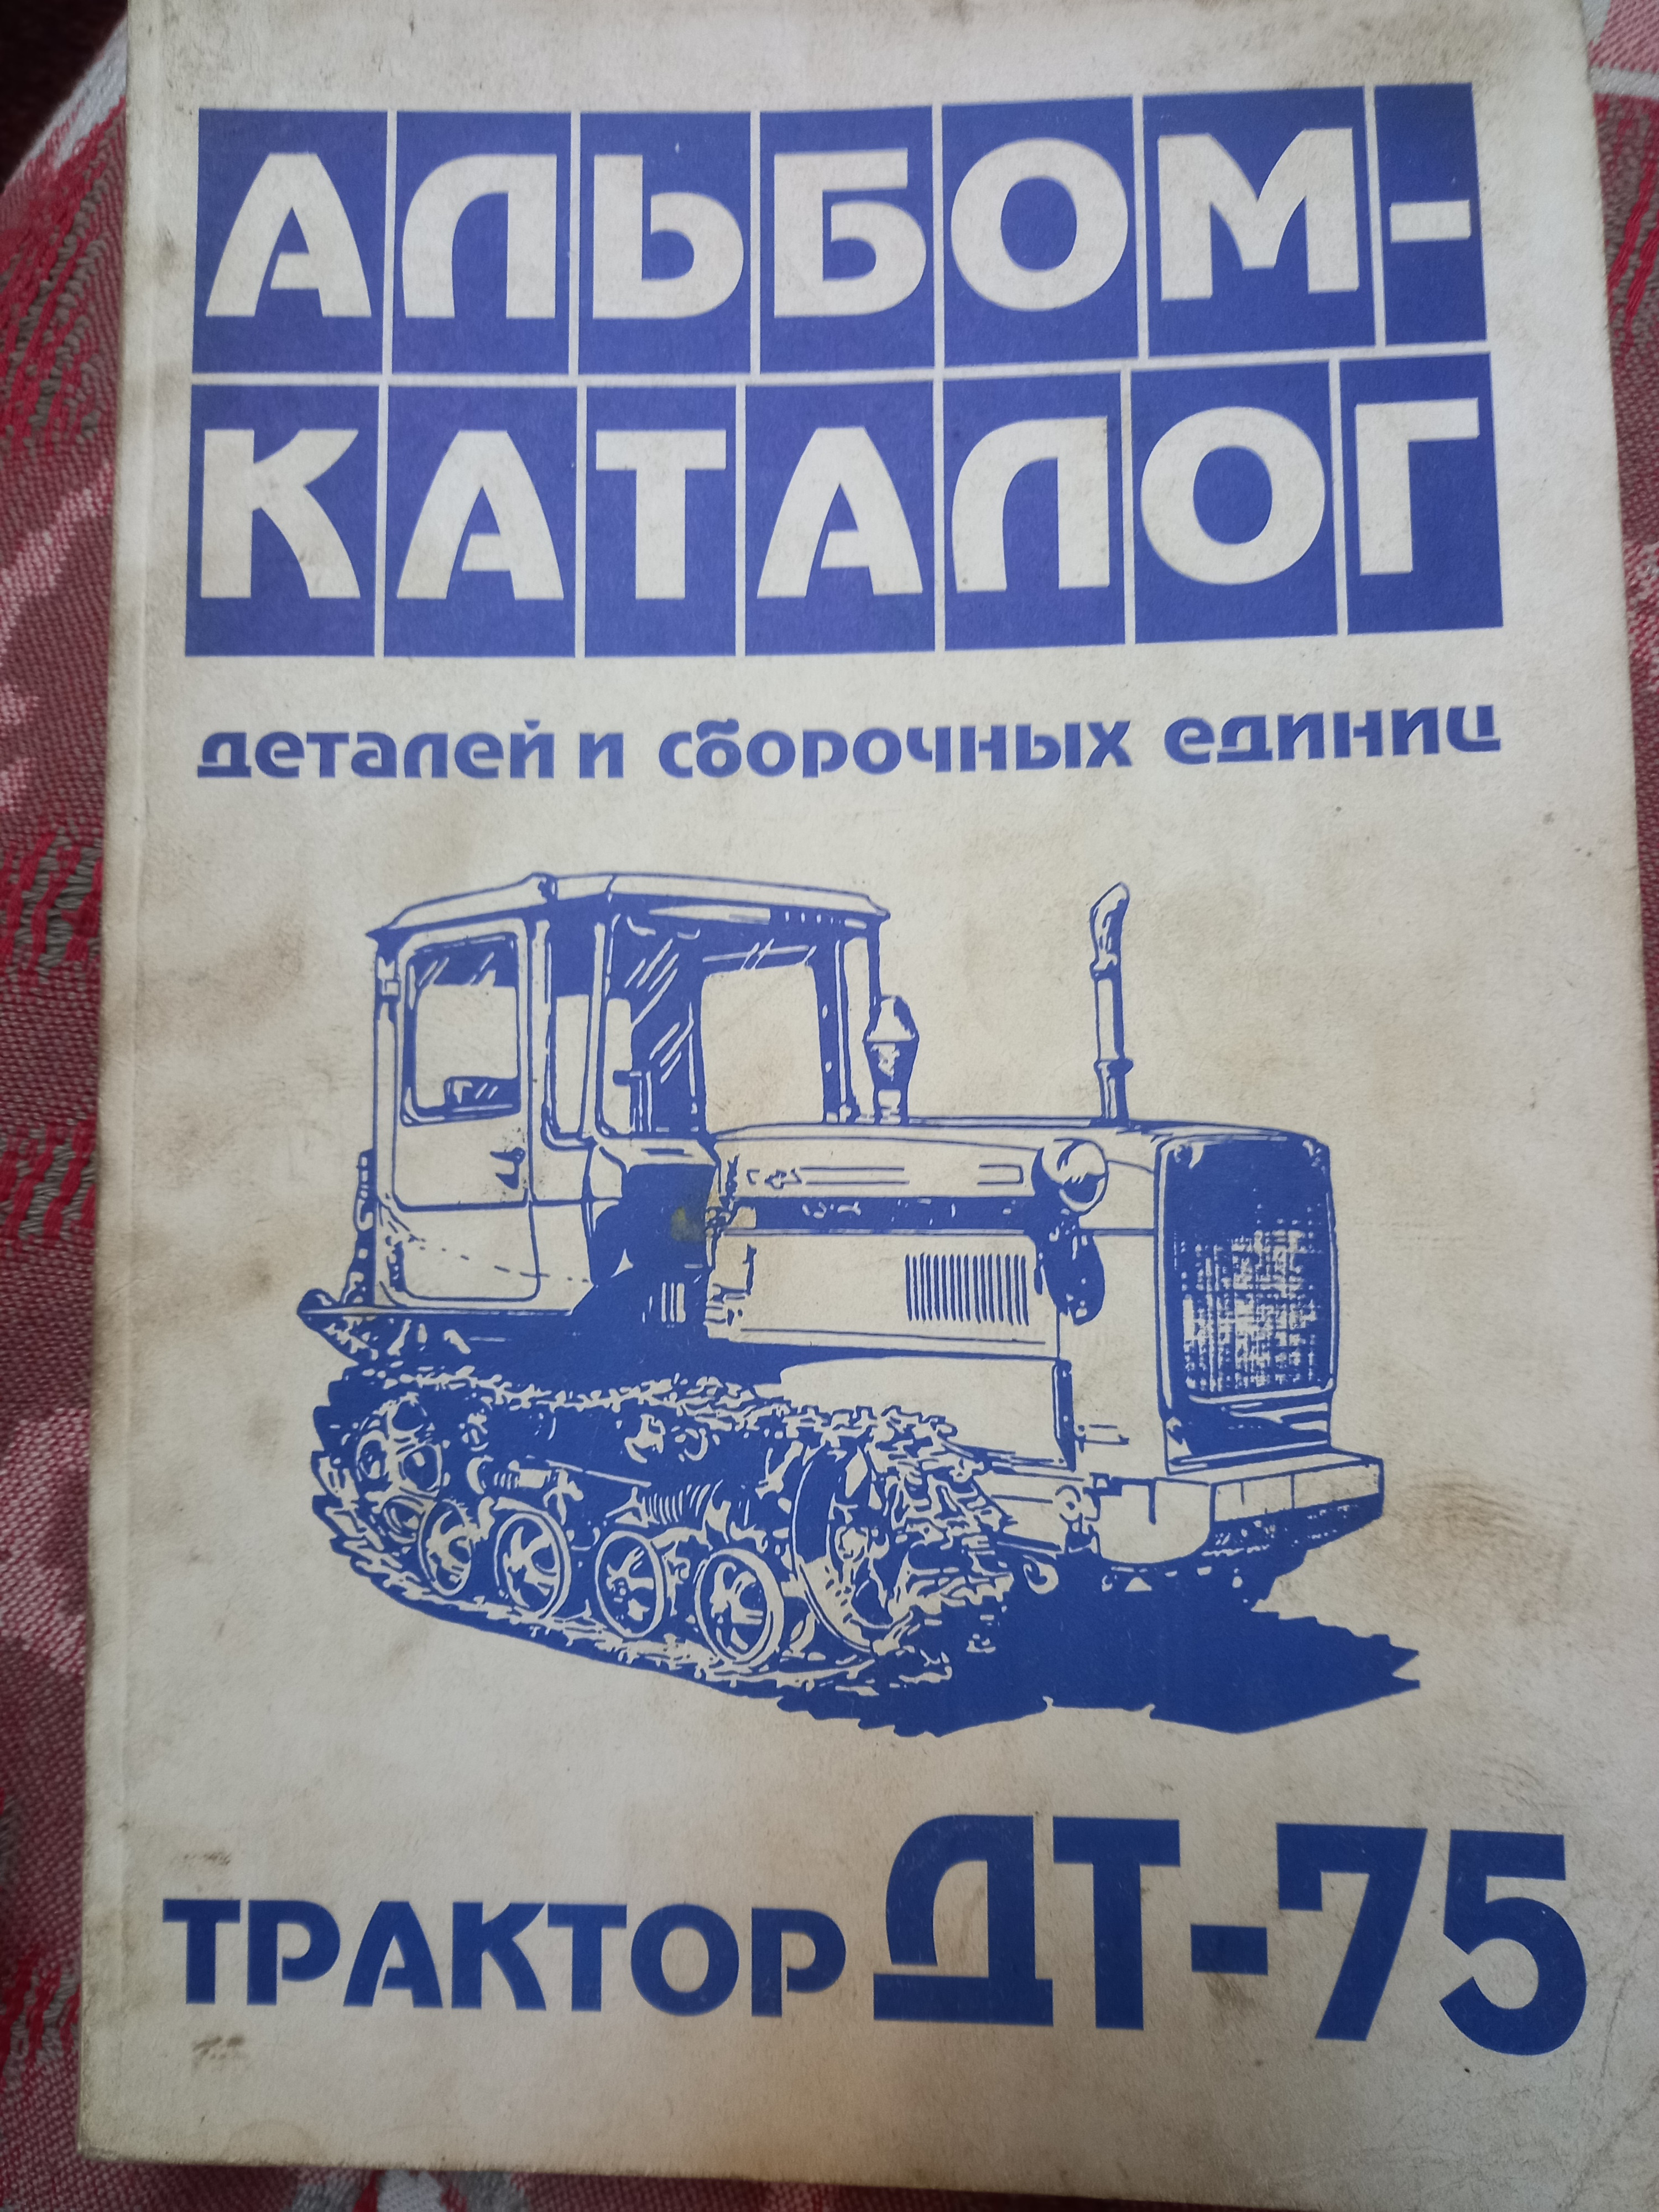 АЛЬБОМ-
КАТАЛОГ
деталей и сборочных единиц
ТРАКТОР ДТ-75